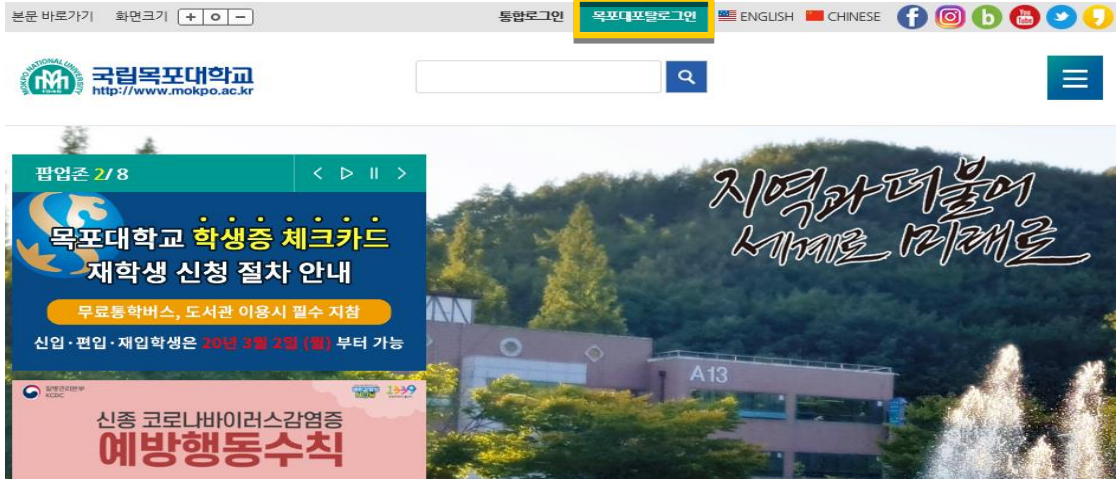 본문 바로가기 화면크기 + o -
통합로그인 목포대포탈로그인 ENGLISH CHINESE
국립목포대학교
http://www.mokpo.ac.kr
팝업존 2/ 8
목포대학교 학생증 체크카드
재학생 신청 절차 안내
무료통학버스, 도서관 이용시 필수 지참
신입·편입·재입학생은 20년 3월 2일 (월) 부터 가능
질병관리본부
KCDC
1339
신종 코로나바이러스감염증
예방행동수칙
지역과 더불어
세계로 미래로
A13